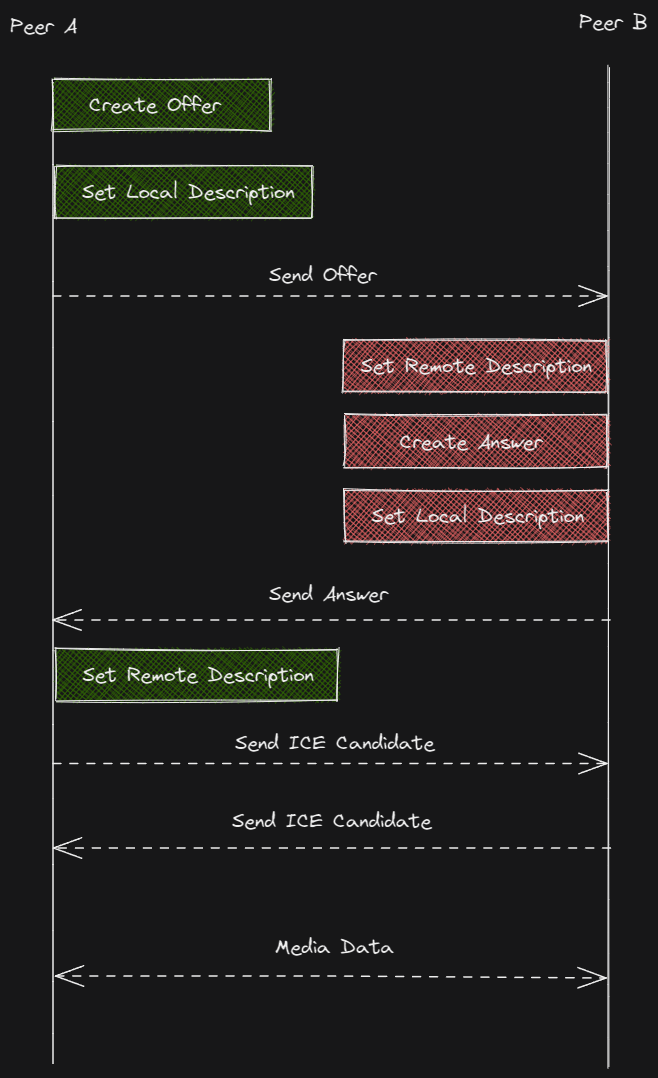 Peer A
Peer B
Create Offer
Set Local Description
Send Offer
Set Remote Description
Create Answer
Set Local Description
Send Answer
Set Remote Description
Send ICE Candidate
Send ICE Candidate
Media Data